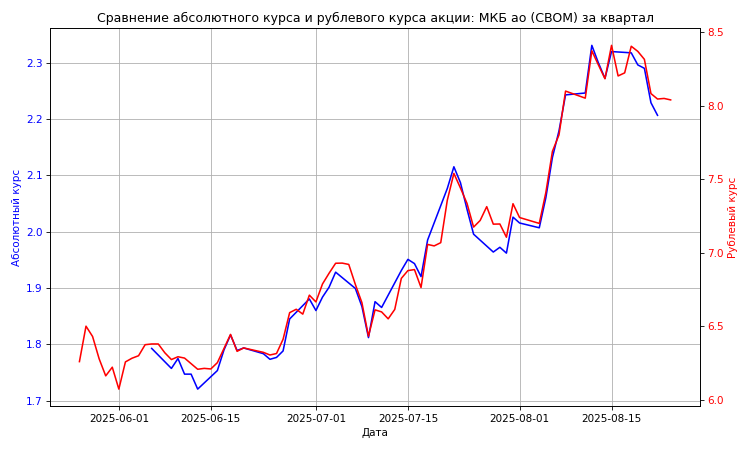 Сравнение абсолютного курса и рублевого курса акции: МКБ ао (CBOM) за квартал
Абсолютный курс
2.3
2.2
2.1
2.0
1.9
1.8
1.7
8.5
8.0
7.5
7.0
6.5
6.0
Рублевый курс
2025-06-01 2025-06-15 2025-07-01 2025-07-15 2025-08-01 2025-08-15
Дата